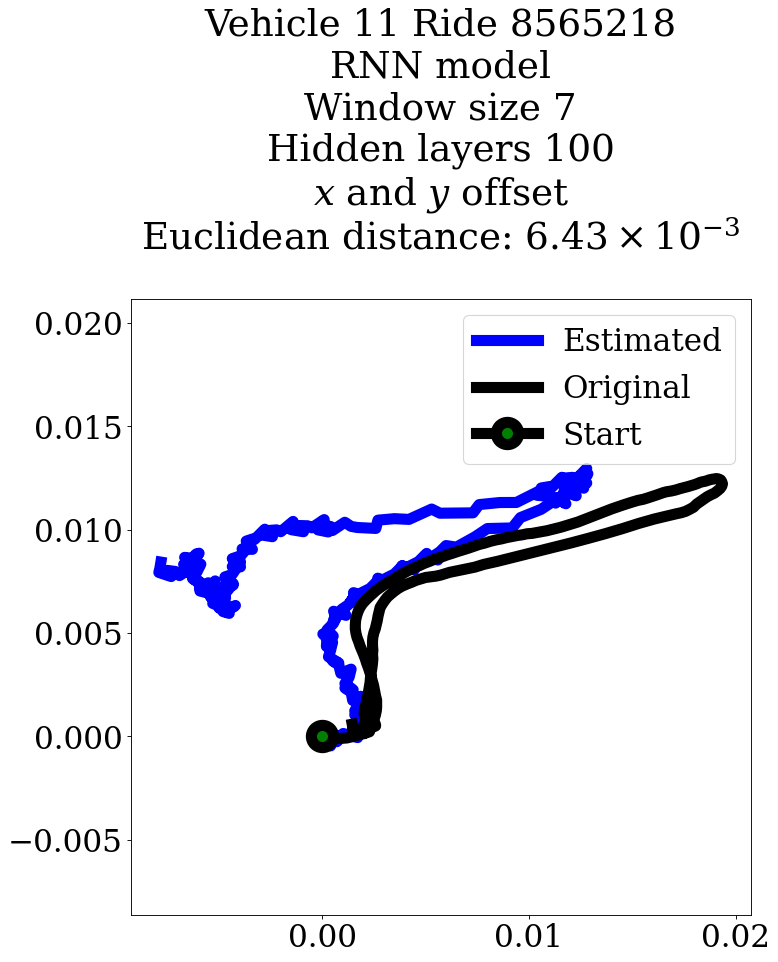 Vehicle 11 Ride 8565218
RNN model
Window size 7
Hidden layers 100
x and y offset
Euclidean distance: 6.43 × 10⁻³
Estimated
Original
Start
0.020
0.015
0.010
0.005
0.000
−0.005
0.00 0.01 0.02